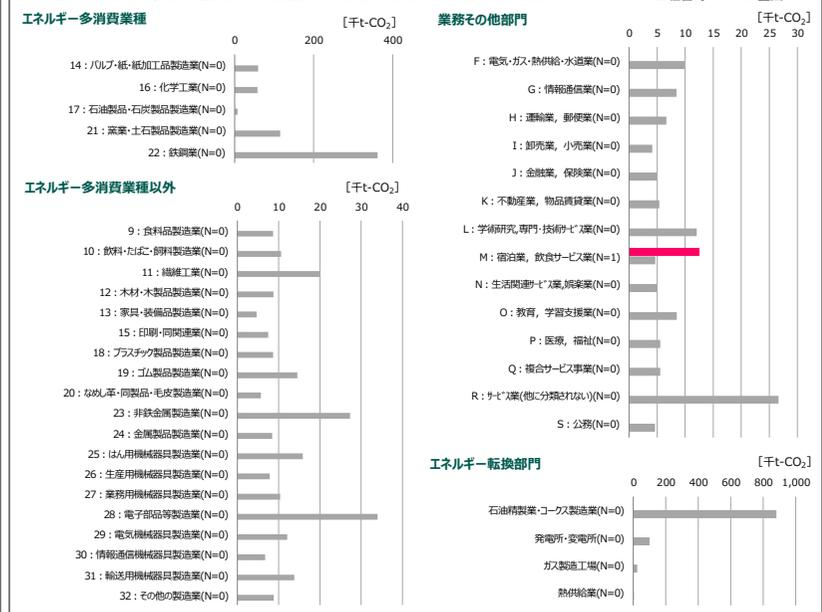 エネルギー多消費業種
[千t-CO2]
0 200 400
14：パルプ・紙・紙加工品製造業(N=0)
16：化学工業(N=0)
17：石油製品・石炭製品製造業(N=0)
21：窯業・土石製品製造業(N=0)
22：鉄鋼業(N=0)
エネルギー多消費業種以外
[千t-CO2]
0 10 20 30 40
9：食料品製造業(N=0)
10：飲料・たばこ・飼料製造業(N=0)
11：繊維工業(N=0)
12：木材・木製品製造業(N=0)
13：家具・装備品製造業(N=0)
15：印刷・同関連業(N=0)
18：プラスチック製品製造業(N=0)
19：ゴム製品製造業(N=0)
20：なめし革・同製品・毛皮製造業(N=0)
23：非鉄金属製造業(N=0)
24：金属製品製造業(N=0)
25：はん用機械器具製造業(N=0)
26：生産用機械器具製造業(N=0)
27：業務用機械器具製造業(N=0)
28：電子部品等製造業(N=0)
29：電気機械器具製造業(N=0)
30：情報通信機械器具製造業(N=0)
31：輸送用機械器具製造業(N=0)
32：その他の製造業(N=0)
業務その他部門
[千t-CO2]
0 5 10 15 20 25 30
F：電気・ガス・熱供給・水道業(N=0)
G：情報通信業(N=0)
H：運輸業，郵便業(N=0)
I：卸売業，小売業(N=0)
J：金融業，保険業(N=0)
K：不動産業，物品賃貸業(N=0)
L：学術研究,専門・技術ｻｰﾋﾞｽ業(N=0)
M：宿泊業，飲食サービス業(N=1)
N：生活関連ｻｰﾋﾞｽ業,娯楽業(N=0)
O：教育，学習支援業(N=0)
P：医療，福祉(N=0)
Q：複合サービス事業(N=0)
R：ｻｰﾋﾞｽ業(他に分類されない)(N=0)
S：公務(N=0)
エネルギー転換部門
[千t-CO2]
0 200 400 600 800 1,000
石油精製業・コークス製造業(N=0)
発電所・変電所(N=0)
ガス製造工場(N=0)
熱供給業(N=0)